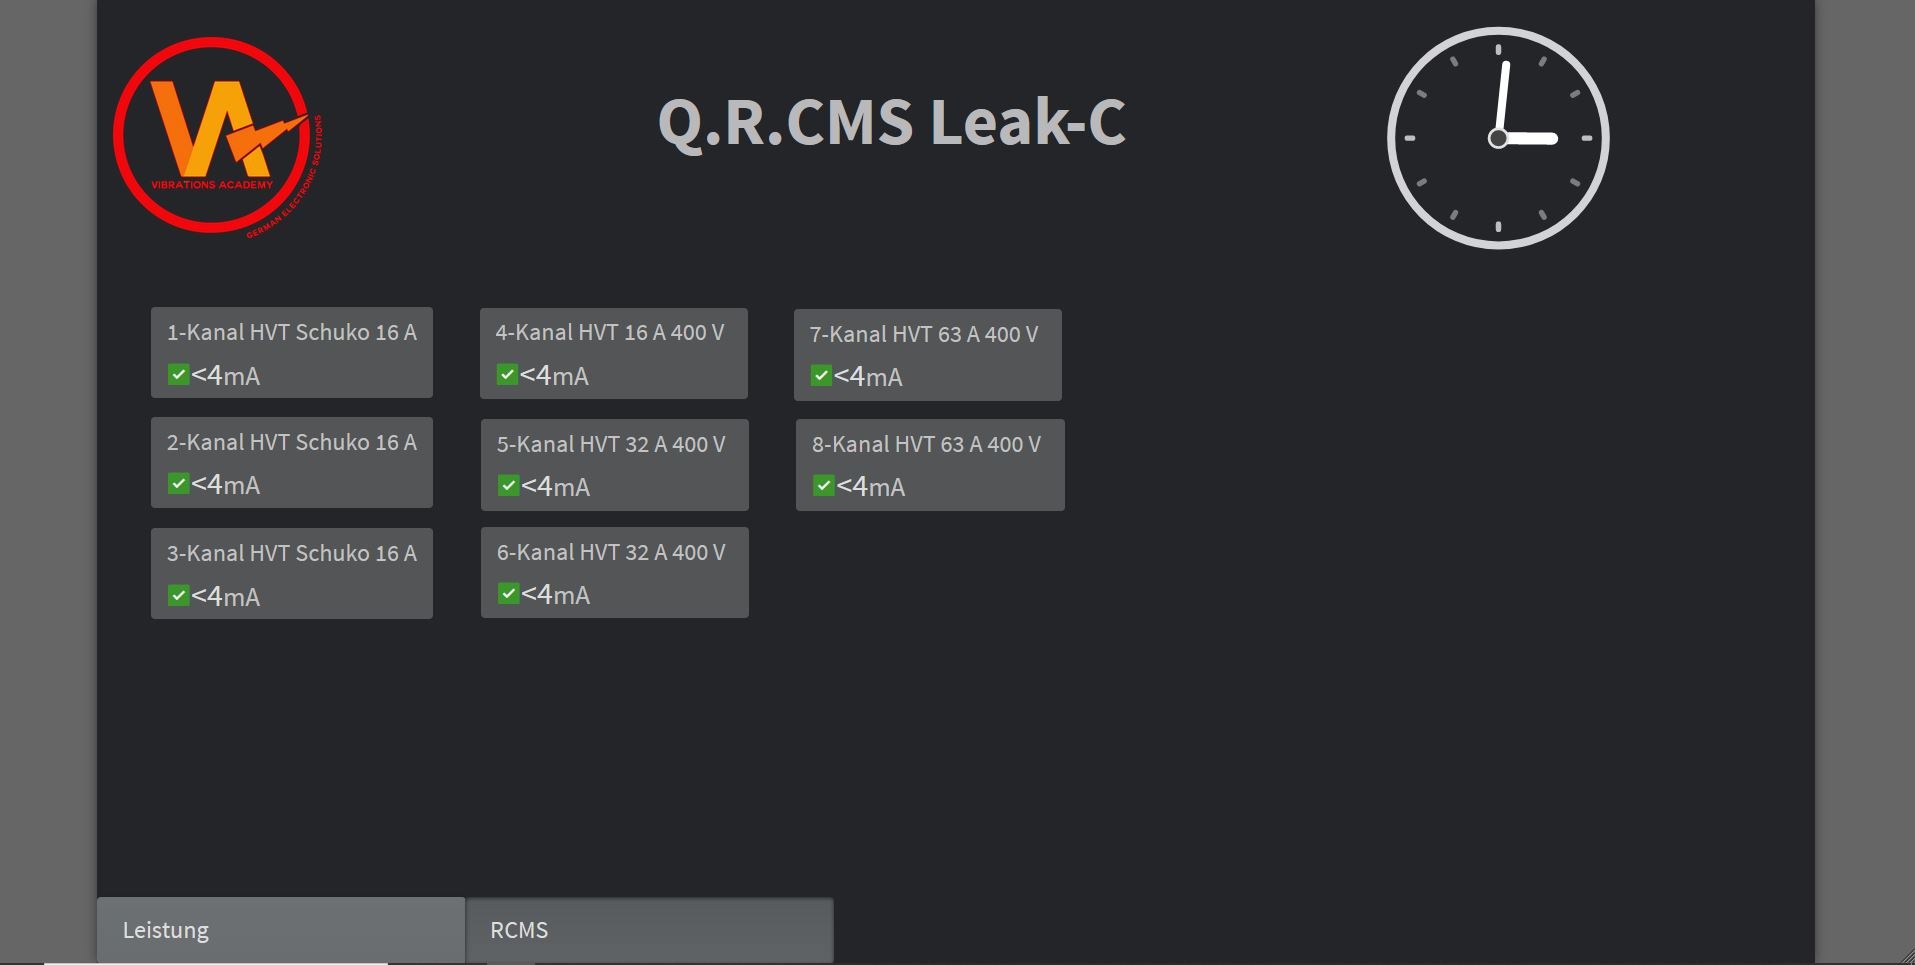 VIBRATIONS ACADEMY
GERMAN ELECTRONIC SOLUTIONS
Q.R.CMS Leak-C
1-Kanal HVT Schuko 16 A
<4mA
2-Kanal HVT Schuko 16 A
<4mA
3-Kanal HVT Schuko 16 A
<4mA
4-Kanal HVT 16 A 400 V
<4mA
5-Kanal HVT 32 A 400 V
<4mA
6-Kanal HVT 32 A 400 V
<4mA
7-Kanal HVT 63 A 400 V
<4mA
8-Kanal HVT 63 A 400 V
<4mA
Leistung
RCMS